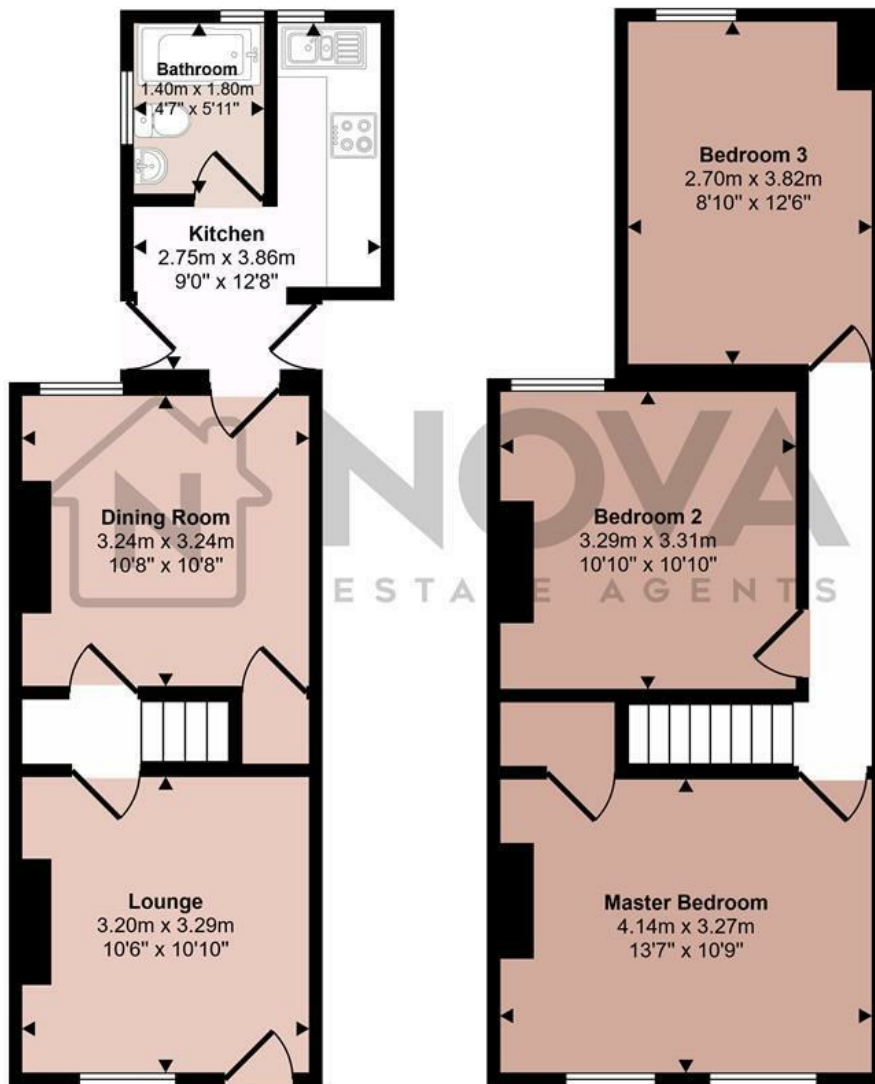 Bathroom
1.40m x 1.80m
4'7" x 5'11"
Kitchen
2.75m x 3.86m
9'0" x 12'8"
Dining Room
3.24m x 3.24m
10'8" x 10'8"
Lounge
3.20m x 3.29m
10'6" x 10'10"
Bedroom 3
2.70m x 3.82m
8'10" x 12'6"
Bedroom 2
3.29m x 3.31m
10'10" x 10'10"
Master Bedroom
4.14m x 3.27m
13'7" x 10'9"
N NOVA
ESTATE AGENTS